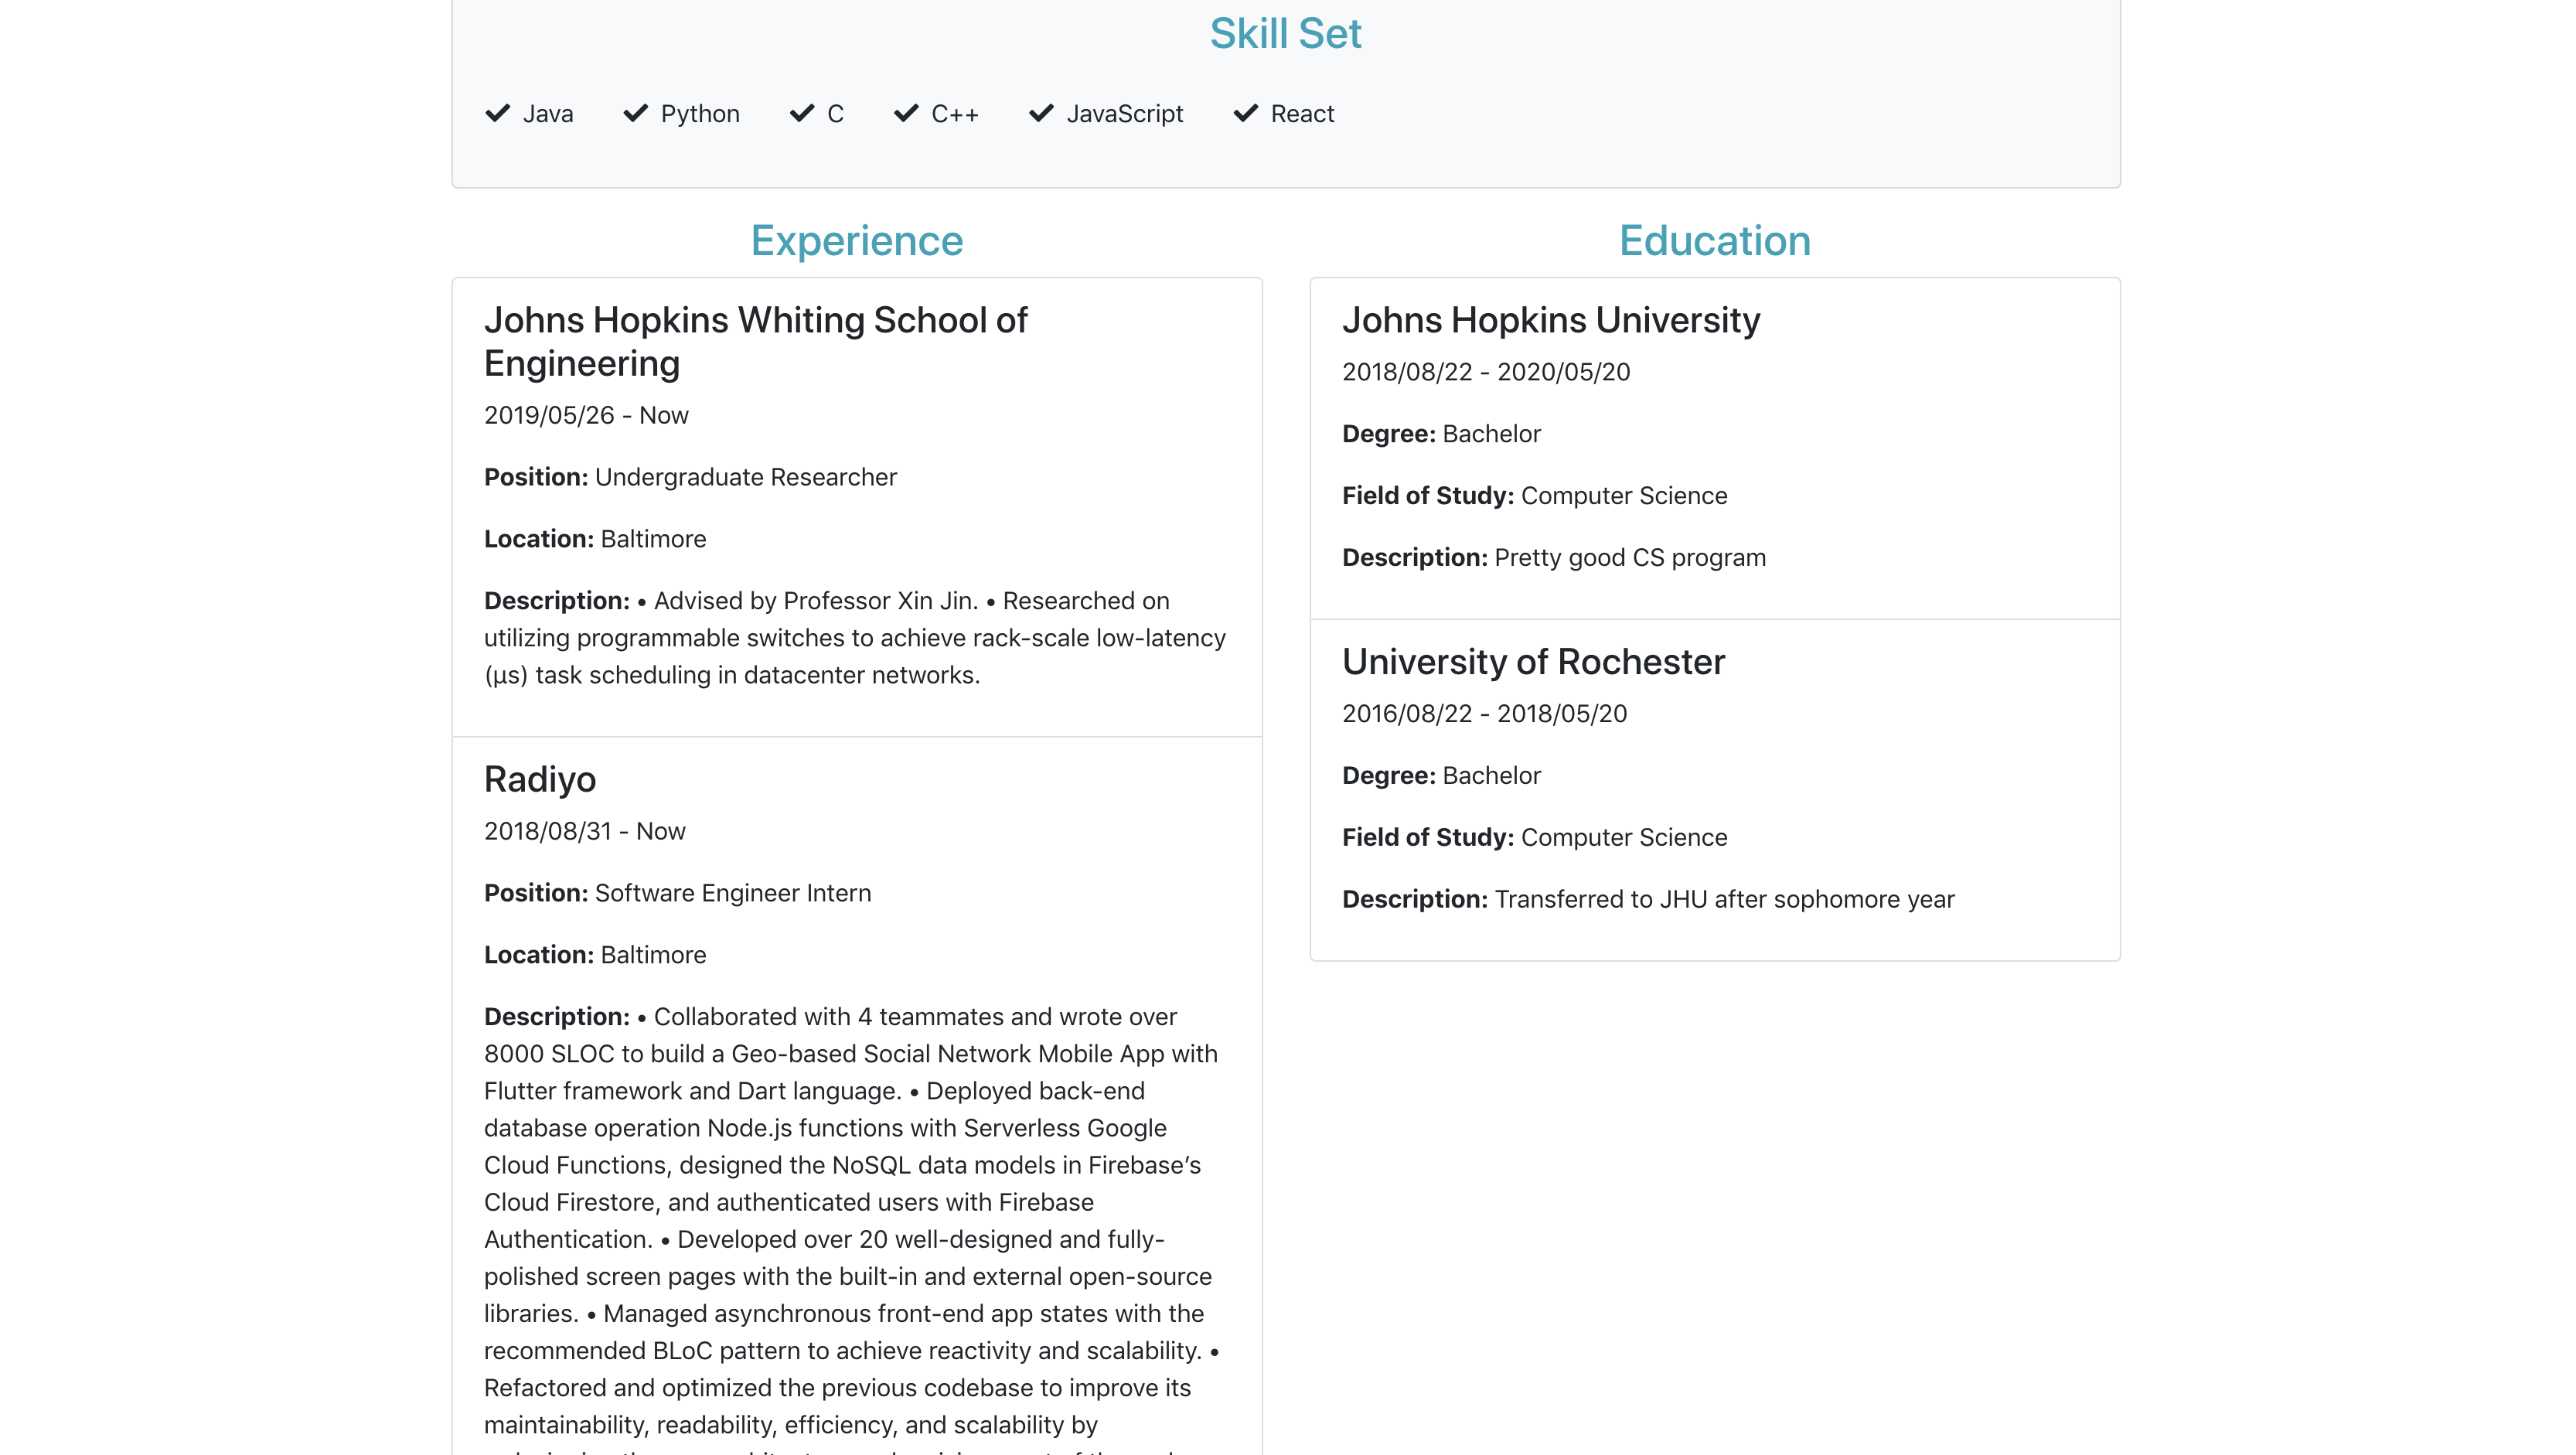 Skill Set
Java Python C C++ JavaScript React
Experience
Johns Hopkins Whiting School of
Engineering
2019/05/26 - Now
Position: Undergraduate Researcher
Location: Baltimore
Description: • Advised by Professor Xin Jin. • Researched on
utilizing programmable switches to achieve rack-scale low-latency
(μs) task scheduling in datacenter networks.
Radiyo
2018/08/31 - Now
Position: Software Engineer Intern
Location: Baltimore
Description: • Collaborated with 4 teammates and wrote over
8000 SLOC to build a Geo-based Social Network Mobile App with
Flutter framework and Dart language. • Deployed back-end
database operation Node.js functions with Serverless Google
Cloud Functions, designed the NoSQL data models in Firebase’s
Cloud Firestore, and authenticated users with Firebase
Authentication. • Developed over 20 well-designed and fully-
polished screen pages with the built-in and external open-source
libraries. • Managed asynchronous front-end app states with the
recommended BLoC pattern to achieve reactivity and scalability. •
Refactored and optimized the previous codebase to improve its
maintainability, readability, efficiency, and scalability by
Education
Johns Hopkins University
2018/08/22 - 2020/05/20
Degree: Bachelor
Field of Study: Computer Science
Description: Pretty good CS program
University of Rochester
2016/08/22 - 2018/05/20
Degree: Bachelor
Field of Study: Computer Science
Description: Transferred to JHU after sophomore year